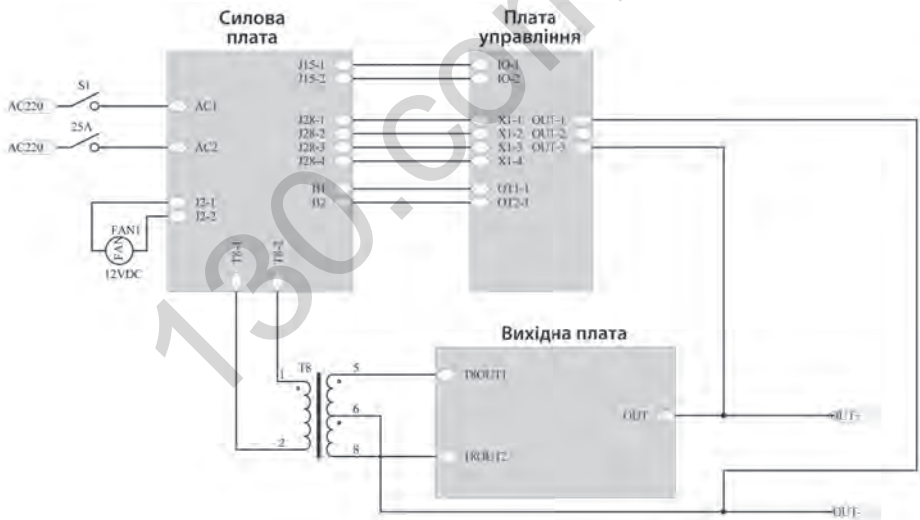 Силова
плата
Плата
управління
J15-1
J15-2
IO-1
IO-2
S1
AC220
AC1
25A
AC220
AC2
J28-1
J28-2
J28-3
J28-4
X1-1 OUT-1
X1-2 OUT-2
X1-3 OUT-3
X1-4
OT1-1
OT2-1
J2-1
J2-2
FAN1
FAN
12VDC
T8-1
T8-2
Вихідна плата
T8
1
2
5
6
8
T8OUT1
T8OUT2
OUT
OUT+
OUT-
130.com